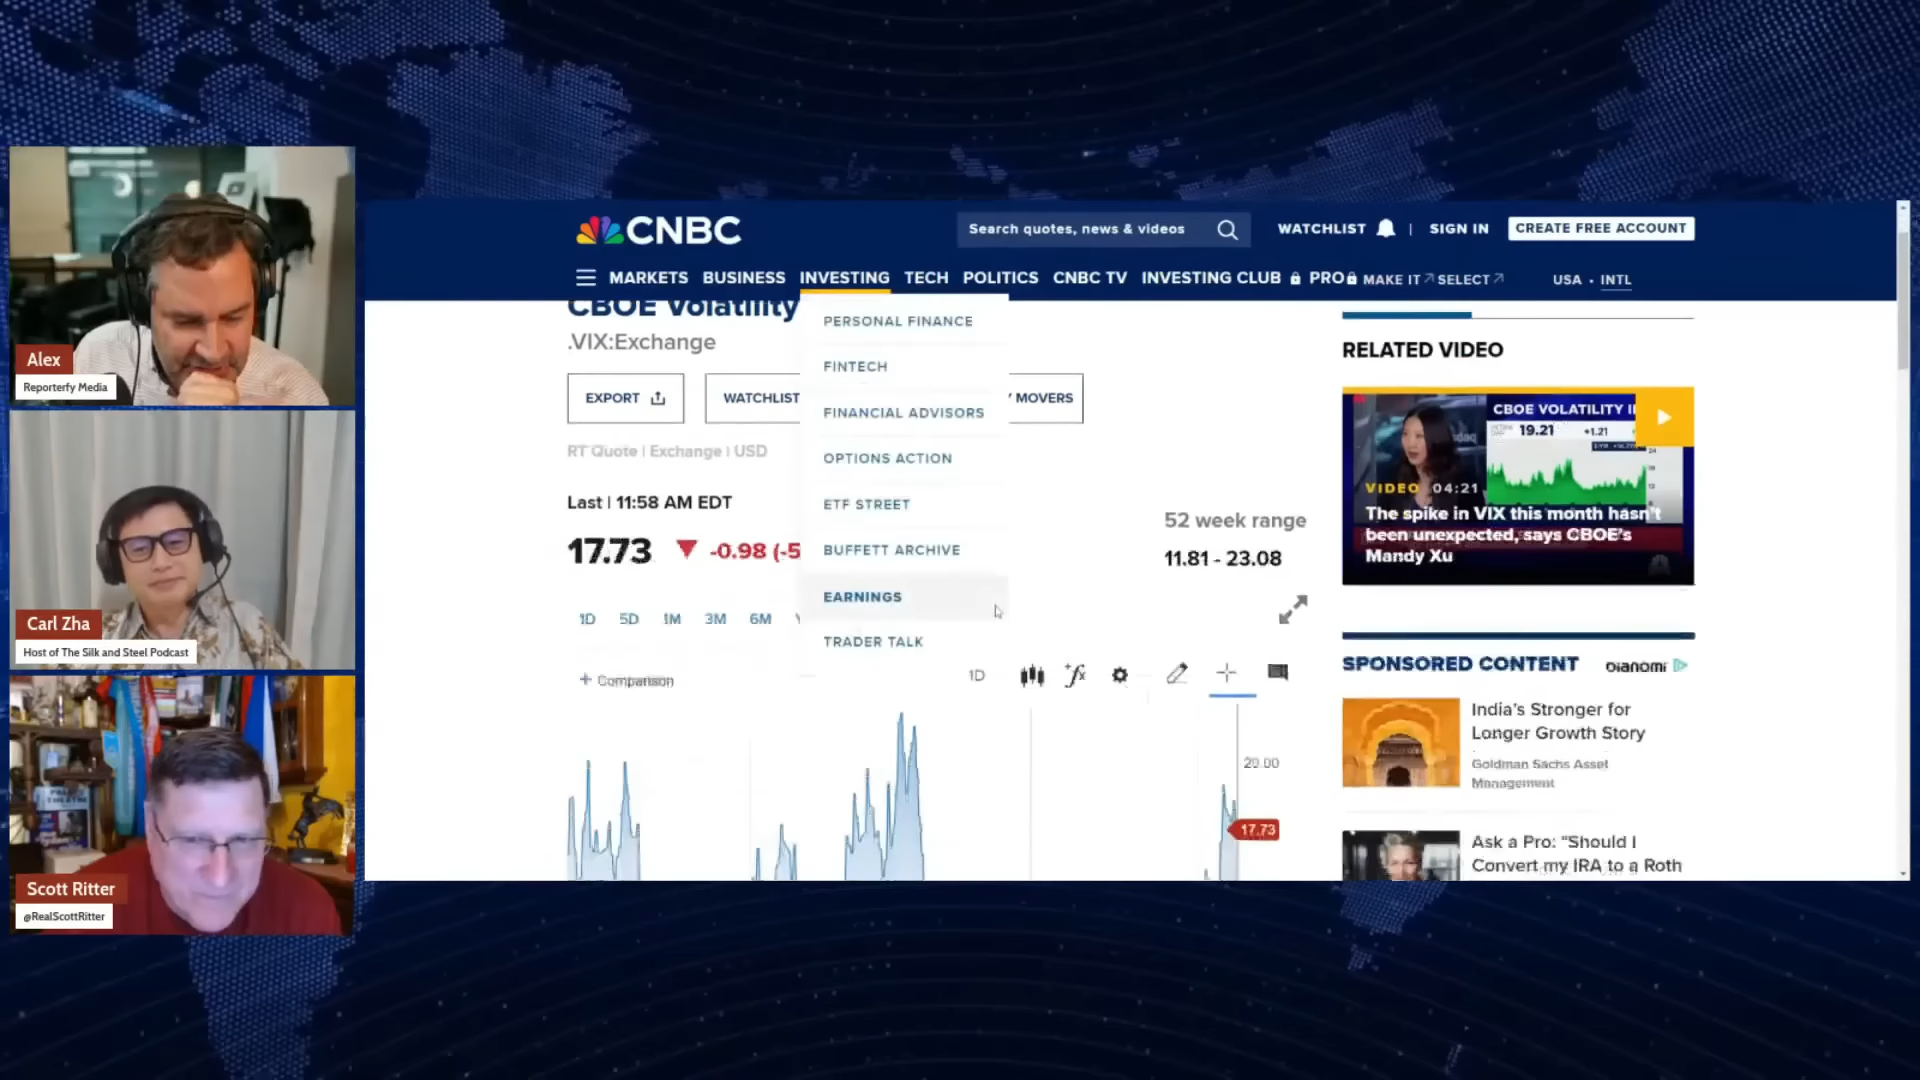 Alex
Reporterfy Media
Carl Zha
Host of The Silk and Steel Podcast
Scott Ritter
@RealScottRitter
CNBC
Search quotes, news & videos
WATCHLIST | SIGN IN CREATE FREE ACCOUNT
MARKETS BUSINESS INVESTING TECH POLITICS CNBC TV INVESTING CLUB PRO MAKE IT SELECT USA • INTL
CBOE Volatility
.VIX:Exchange
EXPORT WATCHLIST MOVERS
RT Quote | Exchange | USD
Last | 11:58 AM EDT
17.73 -0.98 (-5
1D 5D 1M 3M 6M
+ Comparison
PERSONAL FINANCE
FINTECH
FINANCIAL ADVISORS
OPTIONS ACTION
ETF STREET
BUFFETT ARCHIVE
EARNINGS
TRADER TALK
52 week range
11.81 - 23.08
1D
20.00
17.73
RELATED VIDEO
CBOE VOLATILITY I
19.21 +1.21
VIDEO 04:21
The spike in VIX this month hasn't
been unexpected, says CBOE's
Mandy Xu
SPONSORED CONTENT
DIANOMI
India's Stronger for
Longer Growth Story
Goldman Sachs Asset
Management
Ask a Pro: "Should I
Convert my IRA to a Roth